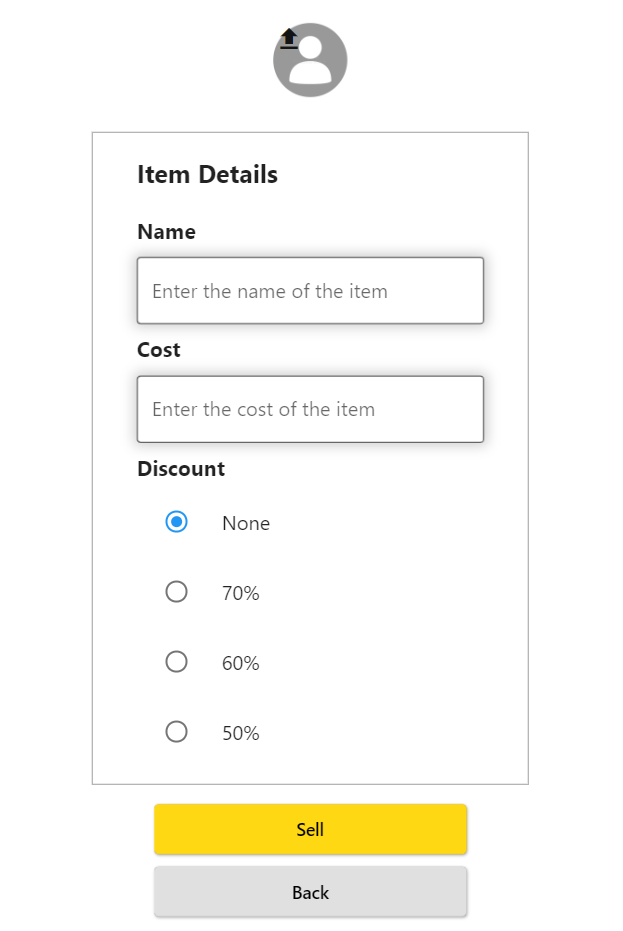 Item Details
Name
Enter the name of the item
Cost
Enter the cost of the item
Discount
None
70%
60%
50%
Sell
Back